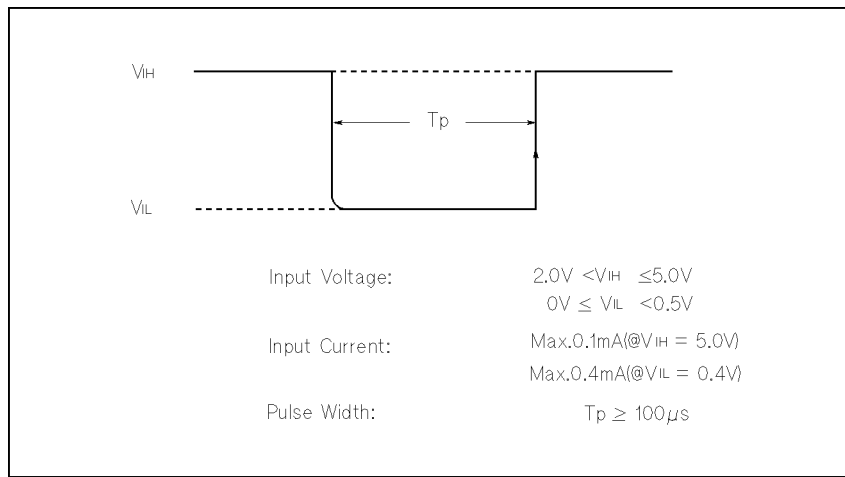 VIH
Tp
VIL
Input Voltage: 2.0V <VIH ≤5.0V
0V ≤ VIL <0.5V
Input Current: Max.0.1mA(@VIH = 5.0V)
Max.0.4mA(@VIL = 0.4V)
Pulse Width: Tp ≥ 100µs